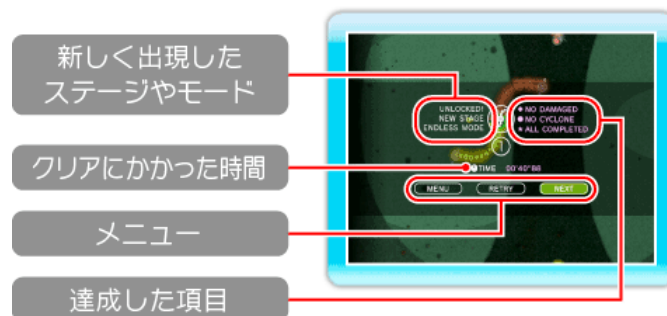 新しく出現した
ステージやモード
クリアにかかった時間
メニュー
達成した項目
UNLOCKED!
NEW STAGE
ENDLESS MODE
NO DAMAGED
NO CYCLONE
ALL COMPLETED
TIME 00'40"88
MENU
RETRY
NEXT